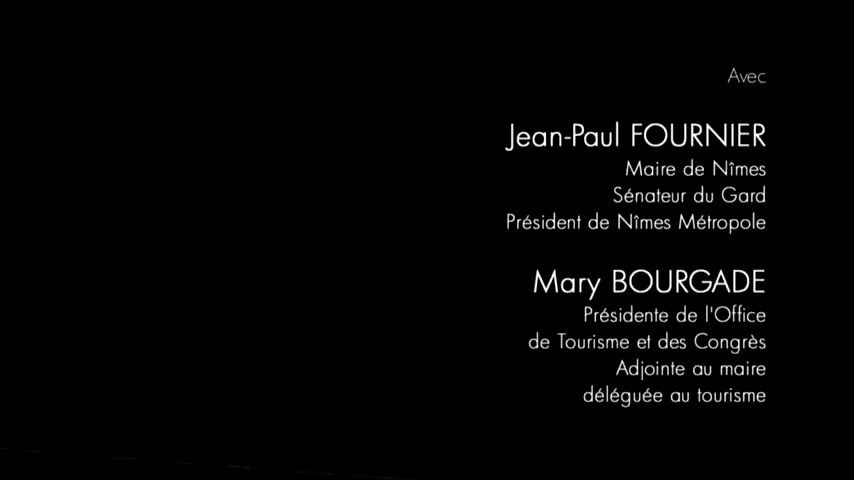 Avec
Jean-Paul FOURNIER
Maire de Nîmes
Sénateur du Gard
Président de Nîmes Métropole
Mary BOURGADE
Présidente de l'Office
de Tourisme et des Congrès
Adjointe au maire
déléguée au tourisme